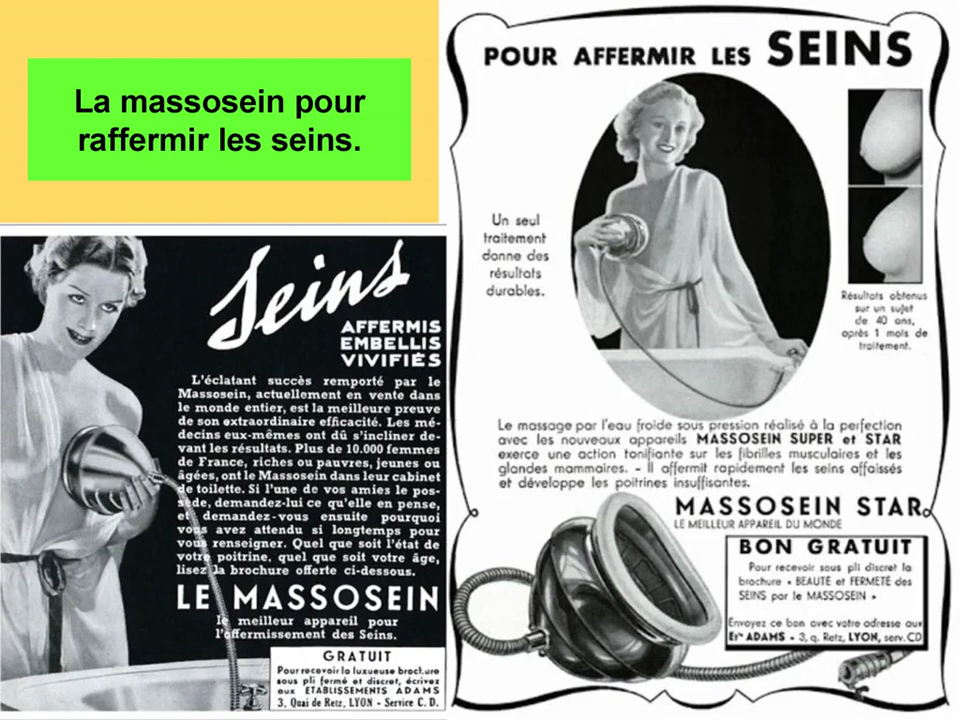 La massosein pour
raffermir les seins.
Seins
AFFERMIS
EMBELLIS
VIVIFIÉS
L'éclatant succès remporté par le
Massosein, actuellement en vente dans
le monde entier, est la meilleure preuve
de son extraordinaire efficacité. Les mé-
decins eux-mêmes ont dû s'incliner de-
vant les résultats. Plus de 10.000 femmes
de France, riches ou pauvres, jeunes ou
âgées, ont le Massosein dans leur cabinet
de toilette. Si l'une de vos amies le pos-
sède, demandez-lui ce qu'elle en pense,
et demandez-vous ensuite pourquoi
vous avez attendu si longtemps pour
vous renseigner. Quel que soit l'état de
votre poitrine, quel que soit votre âge,
lisez la brochure offerte ci-dessous.
LE MASSOSEIN
le meilleur appareil pour
l'affermissement des Seins.
GRATUIT
Pour recevoir la luxueuse brochure
sous pli fermé et discret, écrivez
aux ETABLISSEMENTS ADAMS
3, Quai de Retz, LYON - Service C. D.
POUR AFFERMIR LES SEINS
Un seul
traitement
donne des
résultats
durables.
Résultats obtenus
sur un sujet
de 40 ans,
après 1 mois de
traitement.
Le massage par l'eau froide sous pression réalisé à la perfection
avec les nouveaux appareils MASSOSEIN SUPER et STAR
exerce une action tonifiante sur les fibrilles musculaires et les
glandes mammaires. - Il affermit rapidement les seins affaissés
et développe les poitrines insuffisantes.
MASSOSEIN STAR
LE MEILLEUR APPAREIL DU MONDE
BON GRATUIT
Pour recevoir sous pli discret la
brochure « BEAUTÉ et FERMETÉ des
SEINS par le MASSOSEIN »
Envoyez ce bon avec votre adresse aux
Ets ADAMS - 3, q. Retz, LYON, serv. CD